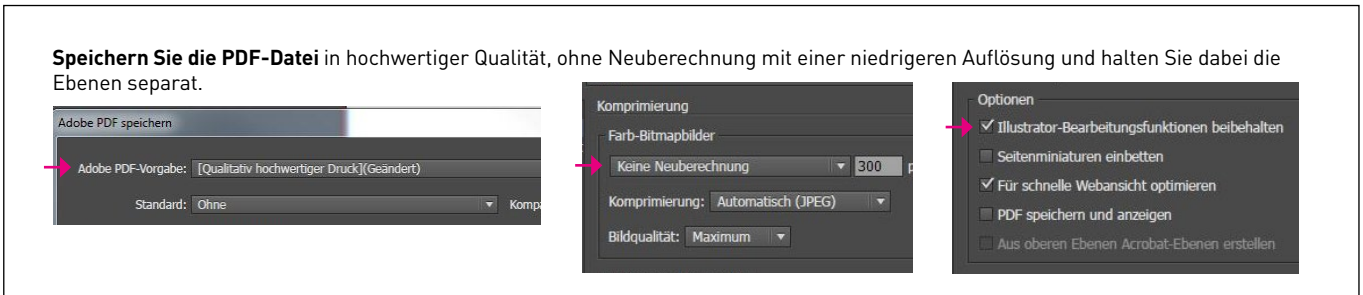 Speichern Sie die PDF-Datei in hochwertiger Qualität, ohne Neuberechnung mit einer niedrigeren Auflösung und halten Sie dabei die
Ebenen separat.
Adobe PDF speichern
Adobe PDF-Vorgabe: [Qualitativ hochwertiger Druck](Geändert)
Standard: Ohne
Komprimierung
Farb-Bitmapbilder
Keine Neuberechnung 300
Komprimierung: Automatisch (JPEG)
Bildqualität: Maximum
Optionen
Illustrator-Bearbeitungsfunktionen beibehalten
Seitenminiaturen einbetten
Für schnelle Webansicht optimieren
PDF speichern und anzeigen
Aus oberen Ebenen Acrobat-Ebenen erstellen